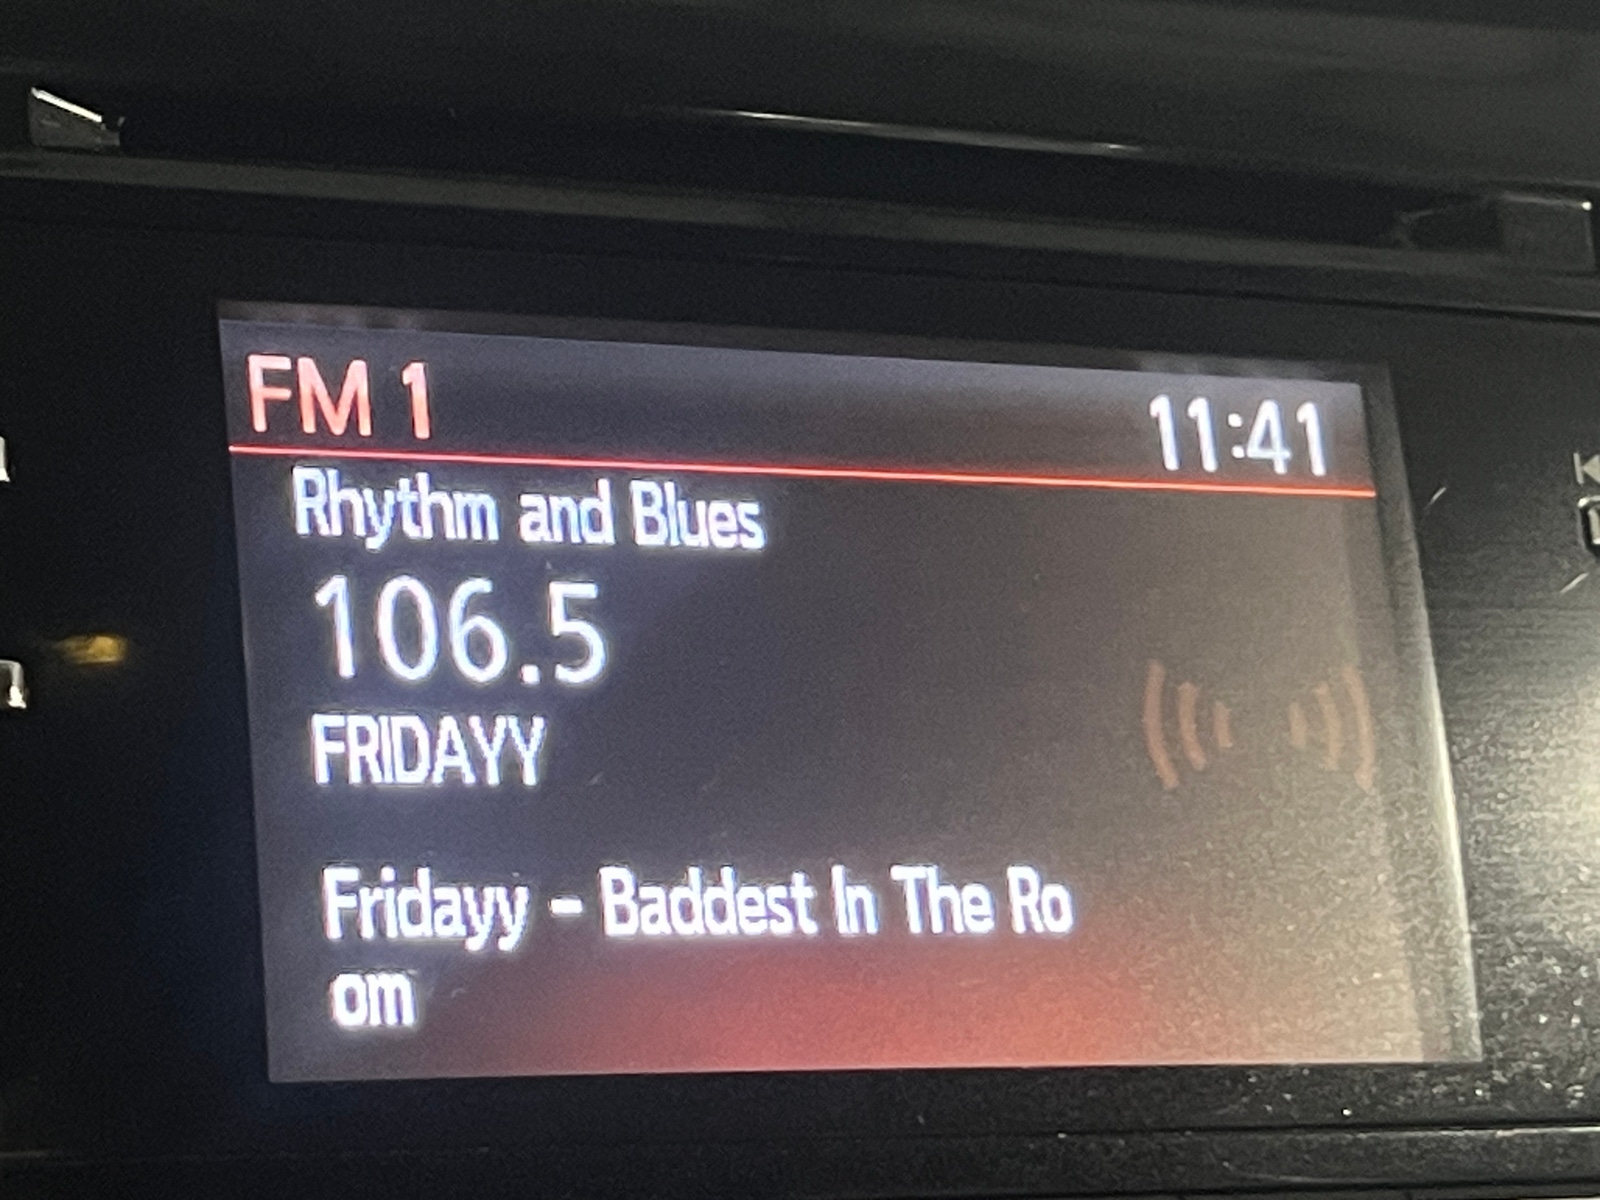 FM 1 11:41
Rhythm and Blues
106.5
FRIDAYY
Fridayy - Baddest In The Ro
om